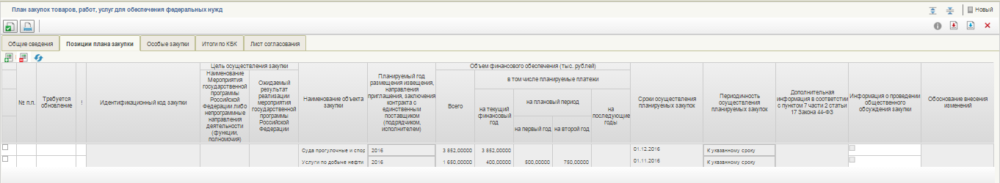 План закупок товаров, работ, услуг для обеспечения федеральных нужд
Новый
Общие сведения
Позиции плана закупки
Особые закупки
Итоги по КБК
Лист согласования
№ п.п.
Требуется
обновление
!
Идентификационный код закупки
Цель осуществления закупки
Наименование
Мероприятия
государственной
программы
Российской
Федерации либо
непрограммные
направления
деятельности
(функции,
полномочия)
Ожидаемый
результат
реализации
мероприятия
государственной
программы
Российской
Федерации
Наименование объекта
закупки
Планируемый год
размещения извещения,
направления
приглашения, заключения
контракта с
единственным
поставщиком
(подрядчиком,
исполнителем)
Объем финансового обеспечения (тыс. рублей)
Всего
в том числе планируемые платежи
на текущий
финансовый
год
на плановый период
на первый год
на второй год
на
последующие
годы
Сроки осуществления
планируемых закупок
Периодичность
осуществления
планируемых закупок
Дополнительная
информация в соответствии
с пунктом 7 части 2 статьи
17 Закона 44-ФЗ
Информация о проведении
общественного
обсуждения закупки
Обоснование внесения
изменений
Суда прогулочные и спор
2016
3 852,00000
3 852,00000
01.12.2016
К указанному сроку
Услуги по добыче нефти
2016
1 650,00000
400,00000
500,00000
750,00000
01.11.2016
К указанному сроку